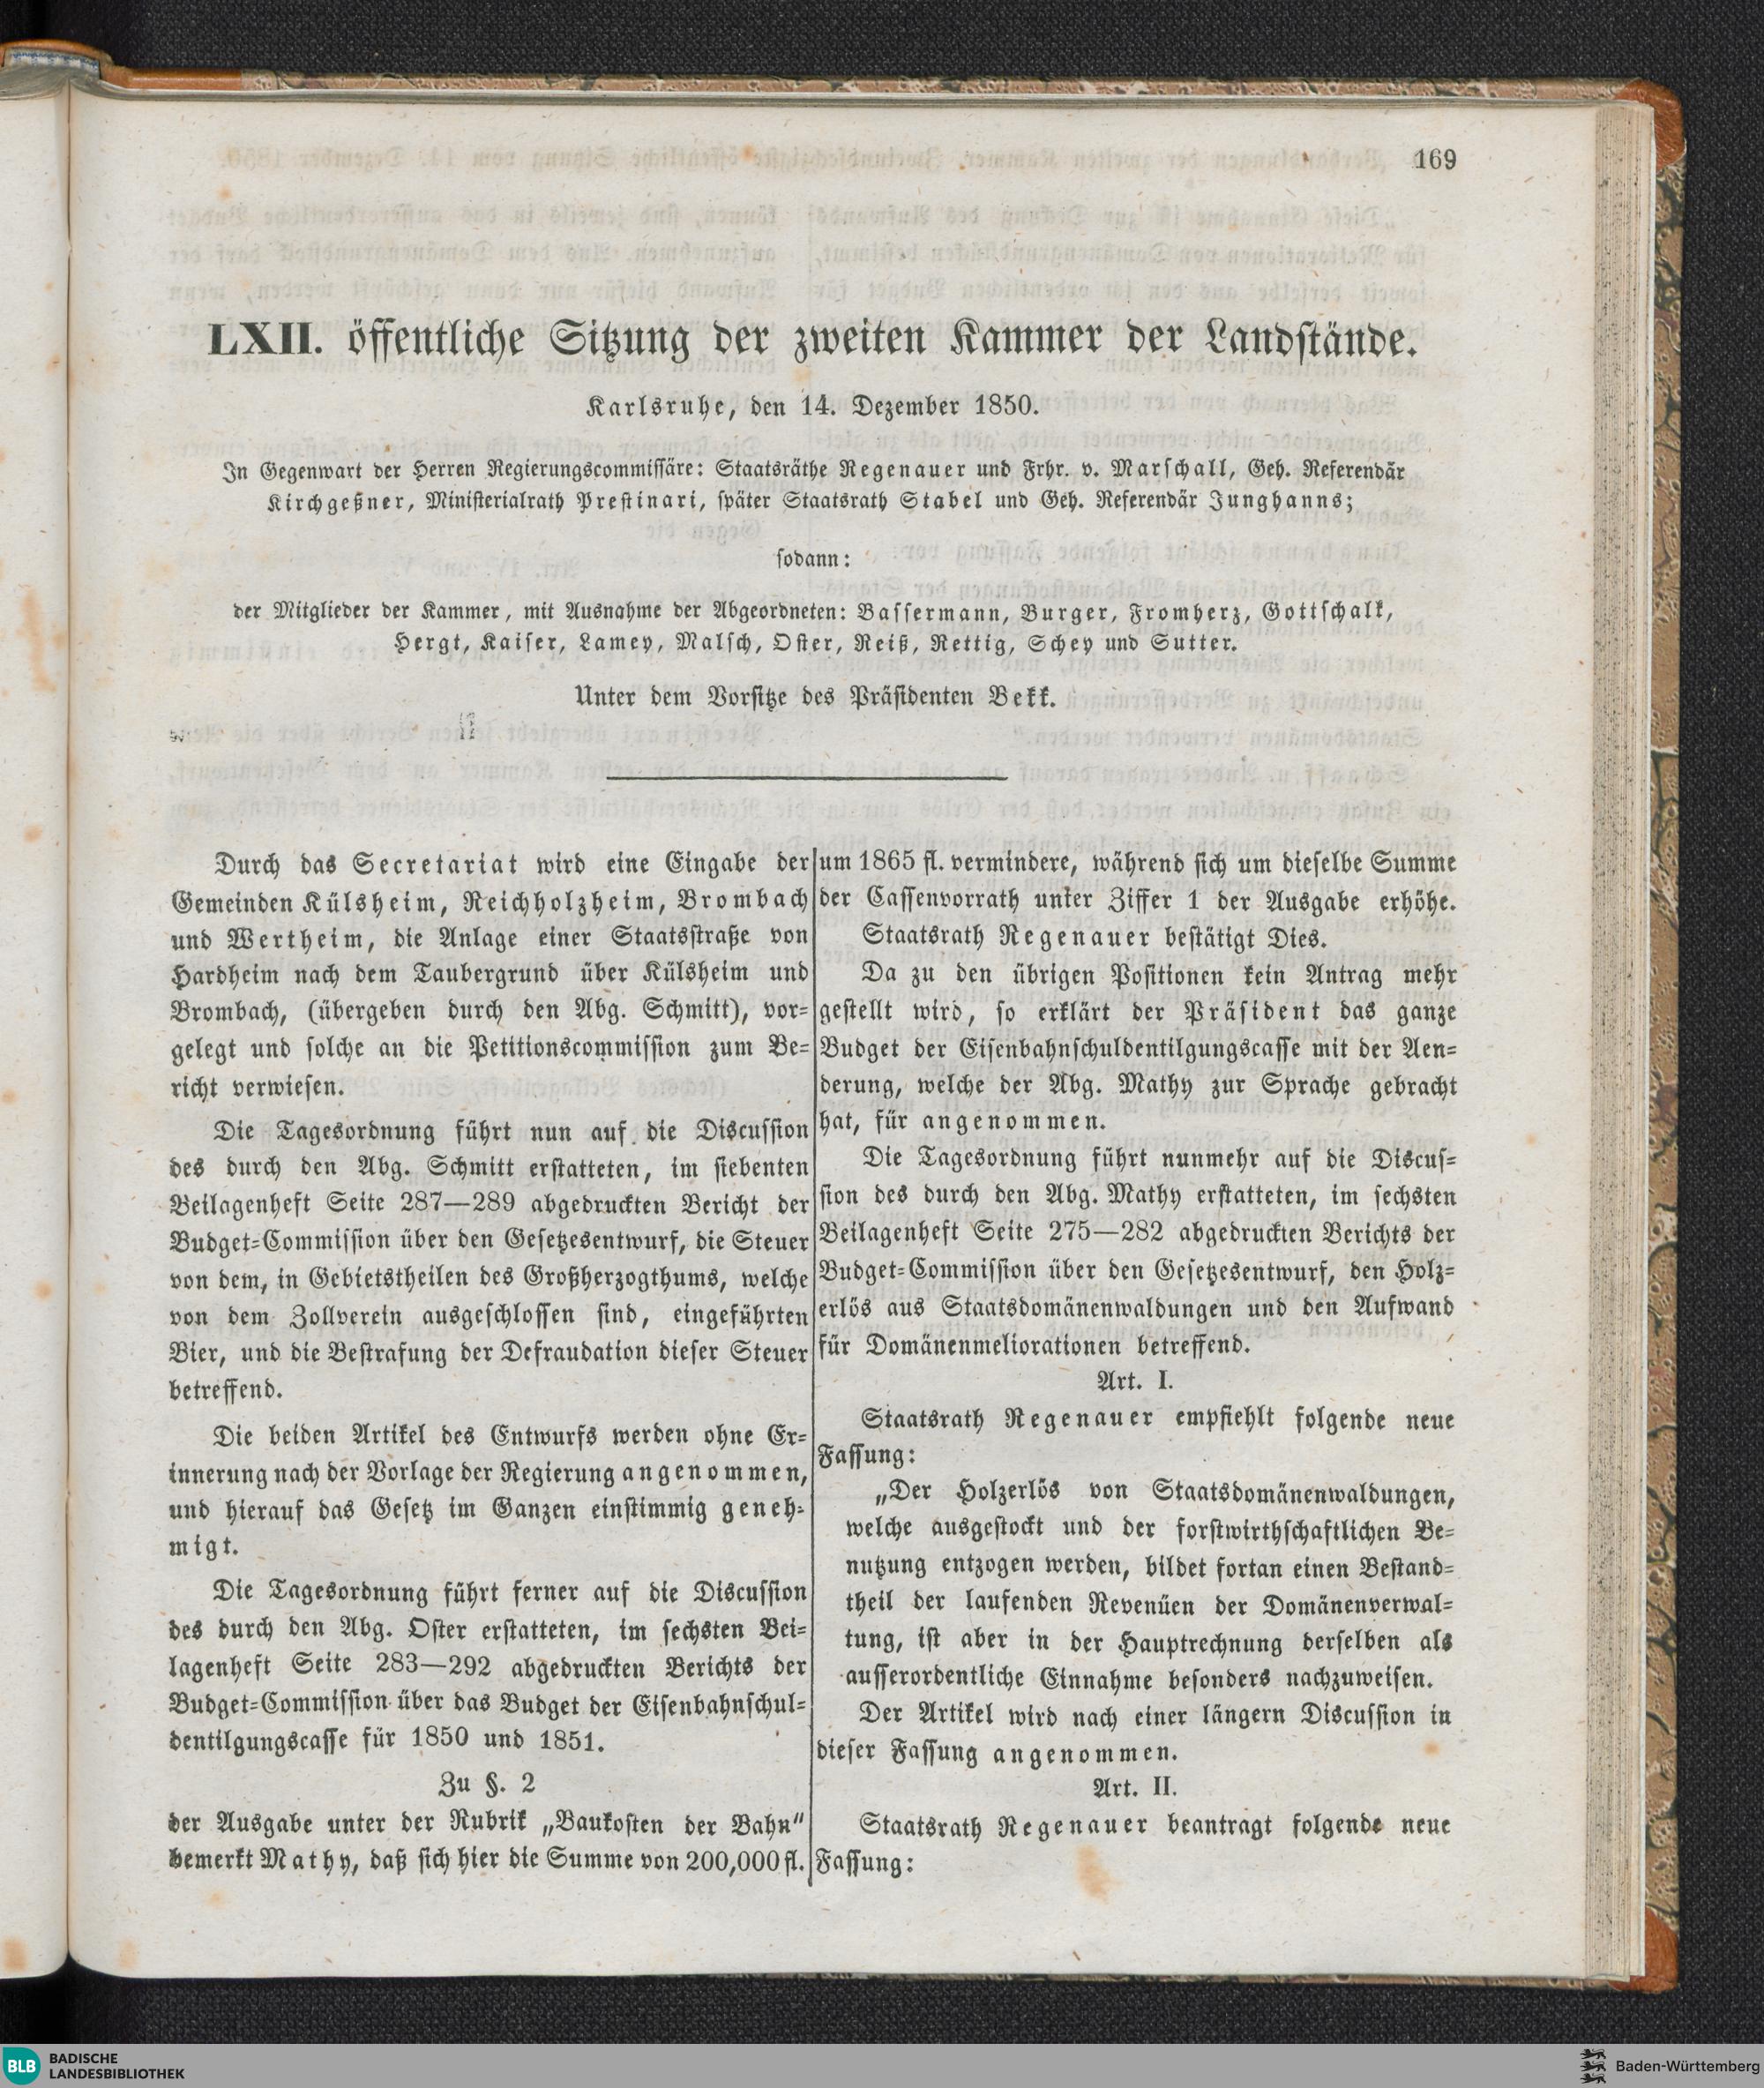 169
LXII. öffentliche Sitzung der zweiten Kammer der Landstände.
Karlsruhe, den 14. Dezember 1850.
In Gegenwart der Herren Regierungscommissäre: Staatsräthe Regenauer und Frhr. v. Marschall, Geh. Referendär
Kirchgeßner, Ministerialrath Prestinari, später Staatsrath Stabel und Geh. Referendär Junghanns;
sodann:
der Mitglieder der Kammer, mit Ausnahme der Abgeordneten: Bassermann, Burger, Fromherz, Gottschalk,
Hergt, Kaiser, Lamey, Malsch, Oster, Reiß, Rettig, Schey und Sutter.
Unter dem Vorsitze des Präsidenten Bekk.
Durch das Secretariat wird eine Eingabe der
Gemeinden Külsheim, Reichholzheim, Brombach
und Wertheim, die Anlage einer Staatsstraße von
Hardheim nach dem Taubergrund über Külsheim und
Brombach, (übergeben durch den Abg. Schmitt), vor=
gelegt und solche an die Petitionscommission zum Be=
richt verwiesen.
Die Tagesordnung führt nun auf die Discussion
des durch den Abg. Schmitt erstatteten, im siebenten
Beilagenheft Seite 287—289 abgedruckten Bericht der
Budget=Commission über den Gesetzesentwurf, die Steuer
von dem, in Gebietstheilen des Großherzogthums, welche
von dem Zollverein ausgeschlossen sind, eingeführten
Bier, und die Bestrafung der Defraudation dieser Steuer
betreffend.
Die beiden Artikel des Entwurfs werden ohne Er=
innerung nach der Vorlage der Regierung angenommen,
und hierauf das Gesetz im Ganzen einstimmig geneh=
migt.
Die Tagesordnung führt ferner auf die Discussion
des durch den Abg. Oster erstatteten, im sechsten Bei=
lagenheft Seite 283—292 abgedruckten Berichts der
Budget=Commission über das Budget der Eisenbahnschul=
dentilgungscasse für 1850 und 1851.
Zu §. 2
der Ausgabe unter der Rubrik „Baukosten der Bahn“
bemerkt Mathy, daß sich hier die Summe von 200,000 fl.
um 1865 fl. vermindere, während sich um dieselbe Summe
der Cassenvorrath unter Ziffer 1 der Ausgabe erhöhe.
Staatsrath Regenauer bestätigt Dies.
Da zu den übrigen Positionen kein Antrag mehr
gestellt wird, so erklärt der Präsident das ganze
Budget der Eisenbahnschuldentilgungscasse mit der Aen=
derung, welche der Abg. Mathy zur Sprache gebracht
hat, für angenommen.
Die Tagesordnung führt nunmehr auf die Discus=
sion des durch den Abg. Mathy erstatteten, im sechsten
Beilagenheft Seite 275—282 abgedruckten Berichts der
Budget=Commission über den Gesetzesentwurf, den Holz=
erlös aus Staatsdomänenwaldungen und den Aufwand
für Domänenmeliorationen betreffend.
Art. I.
Staatsrath Regenauer empfiehlt folgende neue
Fassung:
„Der Holzerlös von Staatsdomänenwaldungen,
welche ausgestockt und der forstwirthschaftlichen Be=
nutzung entzogen werden, bildet fortan einen Bestand=
theil der laufenden Revenüen der Domänenverwal=
tung, ist aber in der Hauptrechnung derselben als
ausserordentliche Einnahme besonders nachzuweisen.
Der Artikel wird nach einer längern Discussion in
dieser Fassung angenommen.
Art. II.
Staatsrath Regenauer beantragt folgende neue
Fassung:
BLB BADISCHE
LANDESBIBLIOTHEK
Baden-Württemberg